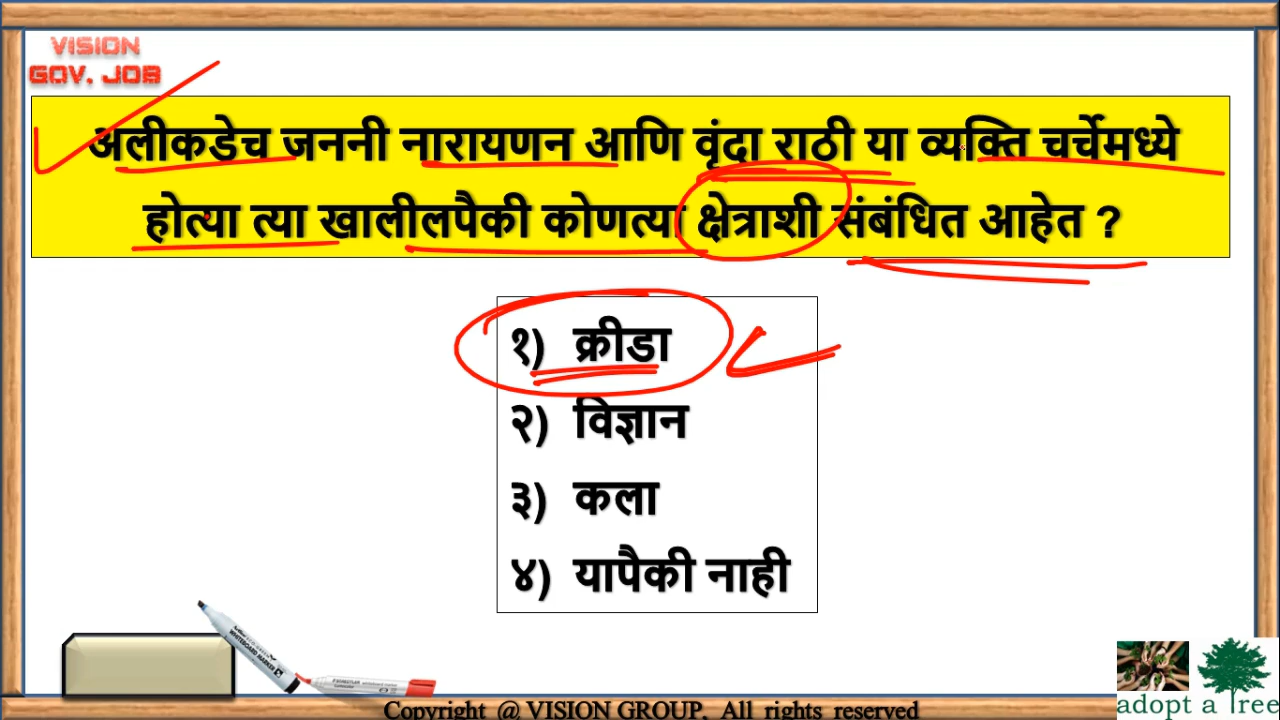 VISION
GOV. JOB
अलीकडेच जननी नारायणन आणि वृंदा राठी या व्यक्ति चर्चेमध्ये
होत्या त्या खालीलपैकी कोणत्या क्षेत्राशी संबंधित आहेत ?
१) क्रीडा
२) विज्ञान
३) कला
४) यापैकी नाही
adopt a Tree
Copyright @ VISION GROUP, All rights reserved